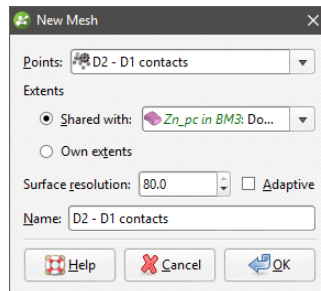 New Mesh
Points: D2 - D1 contacts
Extents
Shared with: Zn_pc in BM3: Do...
Own extents
Surface resolution: 80.0 Adaptive
Name: D2 - D1 contacts
Help Cancel OK